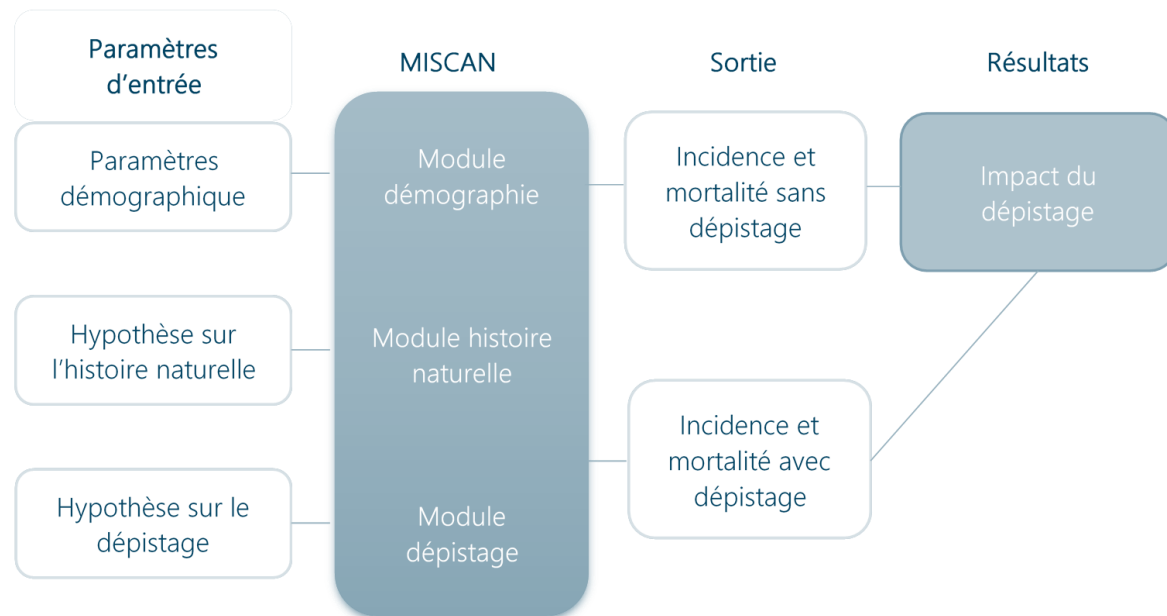 Paramètres
d’entrée
MISCAN
Sortie
Résultats
Paramètres
démographique
Module
démographie
Incidence et
mortalité sans
dépistage
Impact du
dépistage
Hypothèse sur
l’histoire naturelle
Module histoire
naturelle
Incidence et
mortalité avec
dépistage
Hypothèse sur le
dépistage
Module
dépistage